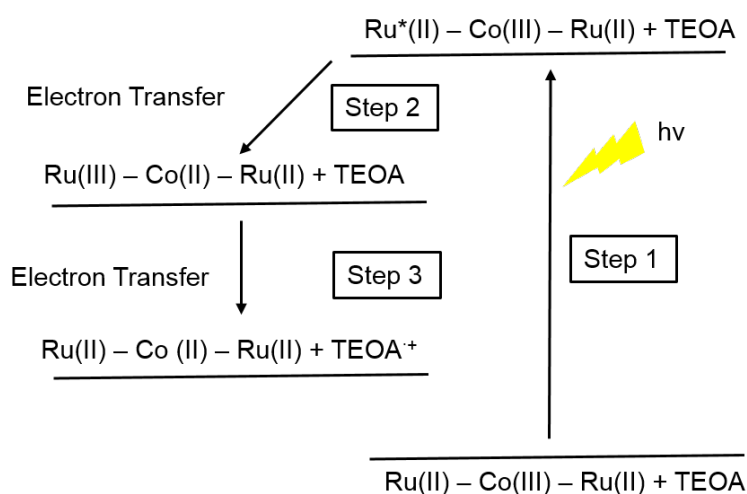 Ru*(II) – Co(III) – Ru(II) + TEOA
Electron Transfer
Step 2
hv
Ru(III) – Co(II) – Ru(II) + TEOA
Step 1
Electron Transfer
Step 3
Ru(II) – Co (II) – Ru(II) + TEOA·+
Ru(II) – Co(III) – Ru(II) + TEOA